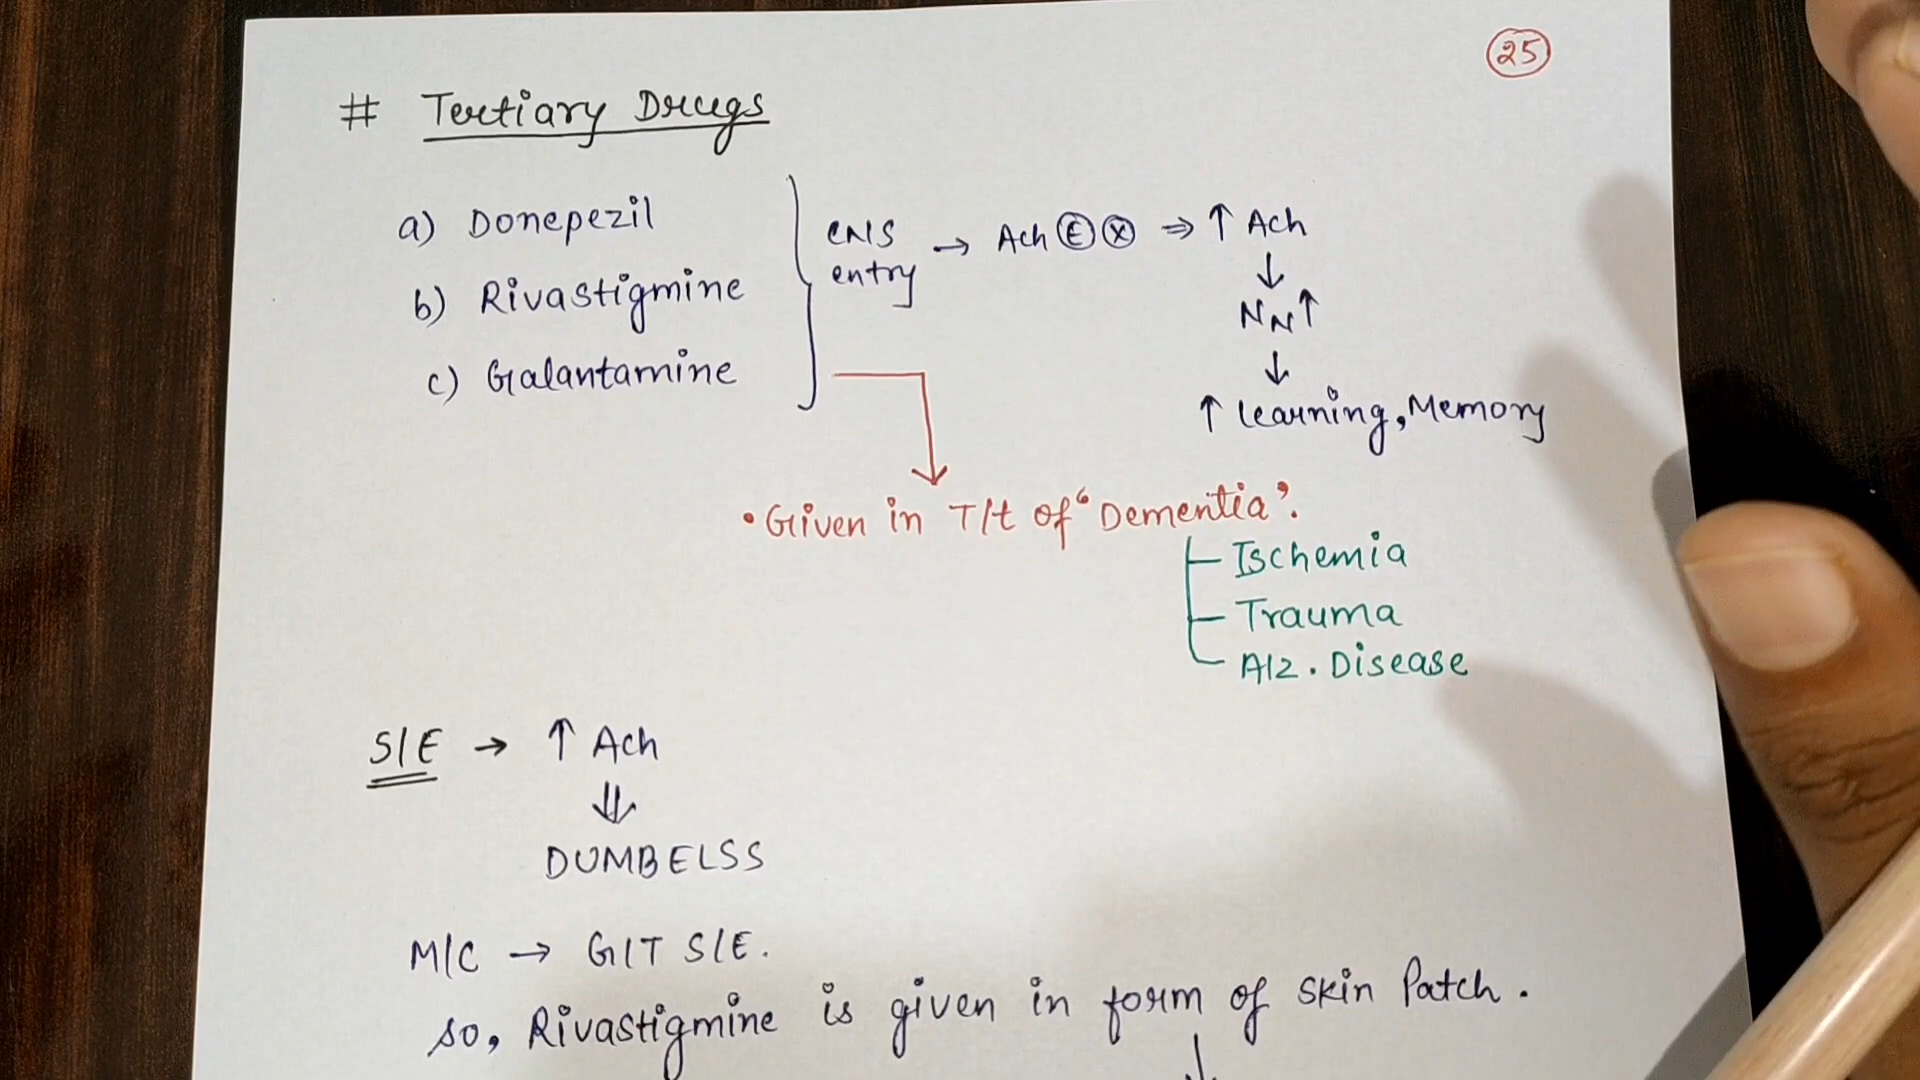 25
# Tertiary Drugs
a) Donepezil
b) Rivastigmine
c) Galantamine
CNS entry → Ach Ⓔ ⓧ ⇒ ↑ Ach
↓
NN↑
↓
↑ learning, Memory
• Given in T/t of "Dementia".
Ischemia
Trauma
Alz. Disease
S/E → ↑ Ach
⇓
DUMBELSS
M/C → GIT S/E.
so, Rivastigmine is given in form of skin Patch.
↓